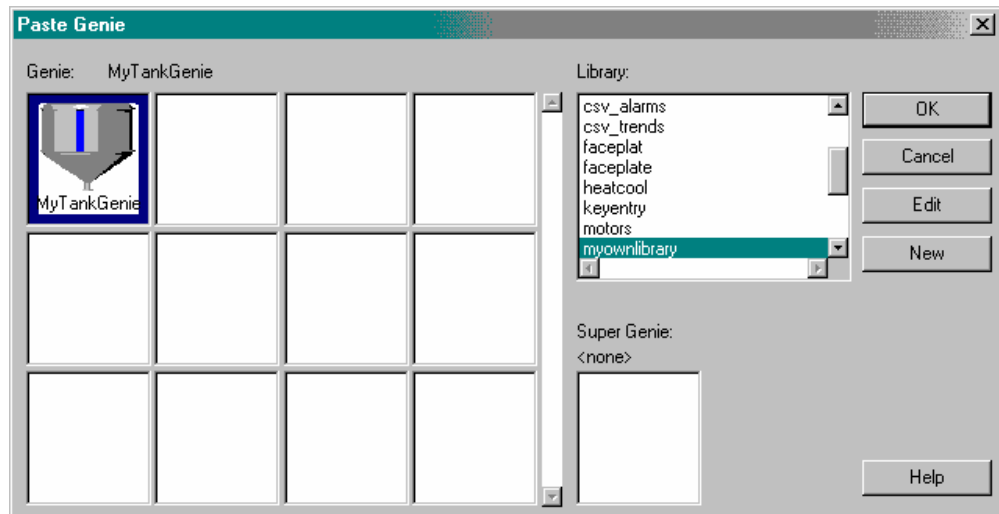 Paste Genie
Genie: MyTankGenie
MyTankGenie
Library:
csv_alarms
csv_trends
faceplat
faceplate
heatcool
keyentry
motors
myownlibrary
Super Genie:
<none>
OK
Cancel
Edit
New
Help